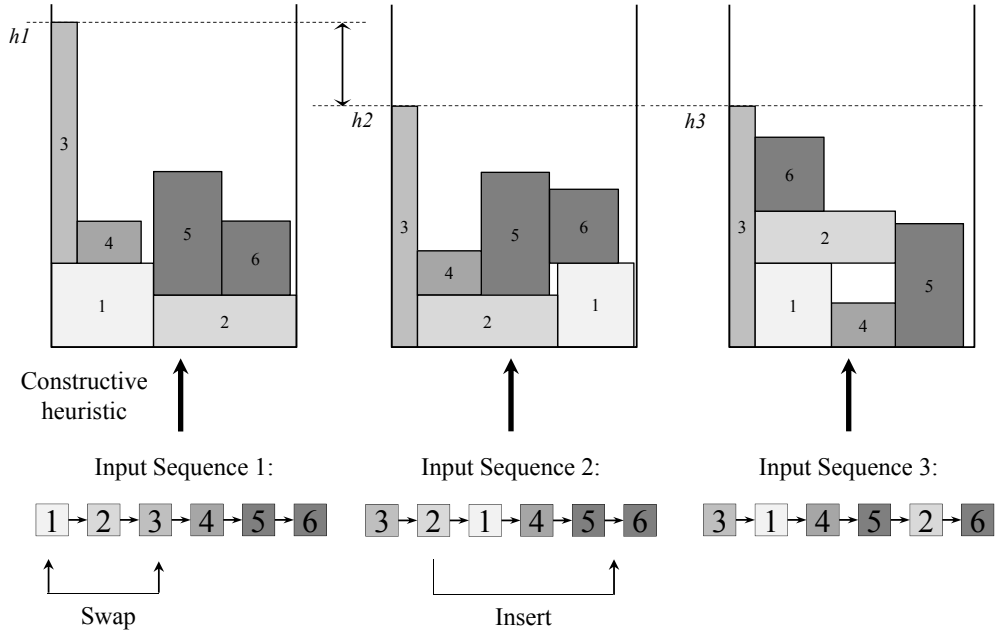 h1
3
4
5
6
1
2
h2
3
4
5
6
2
1
h3
3
6
2
1
4
5
Constructive
heuristic
Input Sequence 1:
1 2 3 4 5 6
Swap
Input Sequence 2:
3 2 1 4 5 6
Insert
Input Sequence 3:
3 1 4 5 2 6